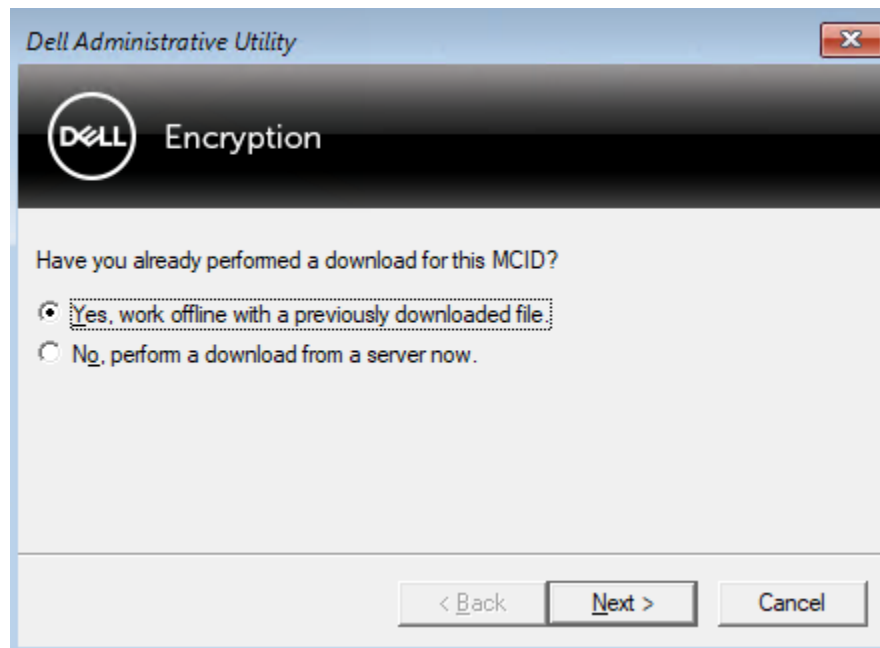 Dell Administrative Utility
DELL
Encryption
Have you already performed a download for this MCID?
Yes, work offline with a previously downloaded file.
No, perform a download from a server now.
< Back
Next >
Cancel